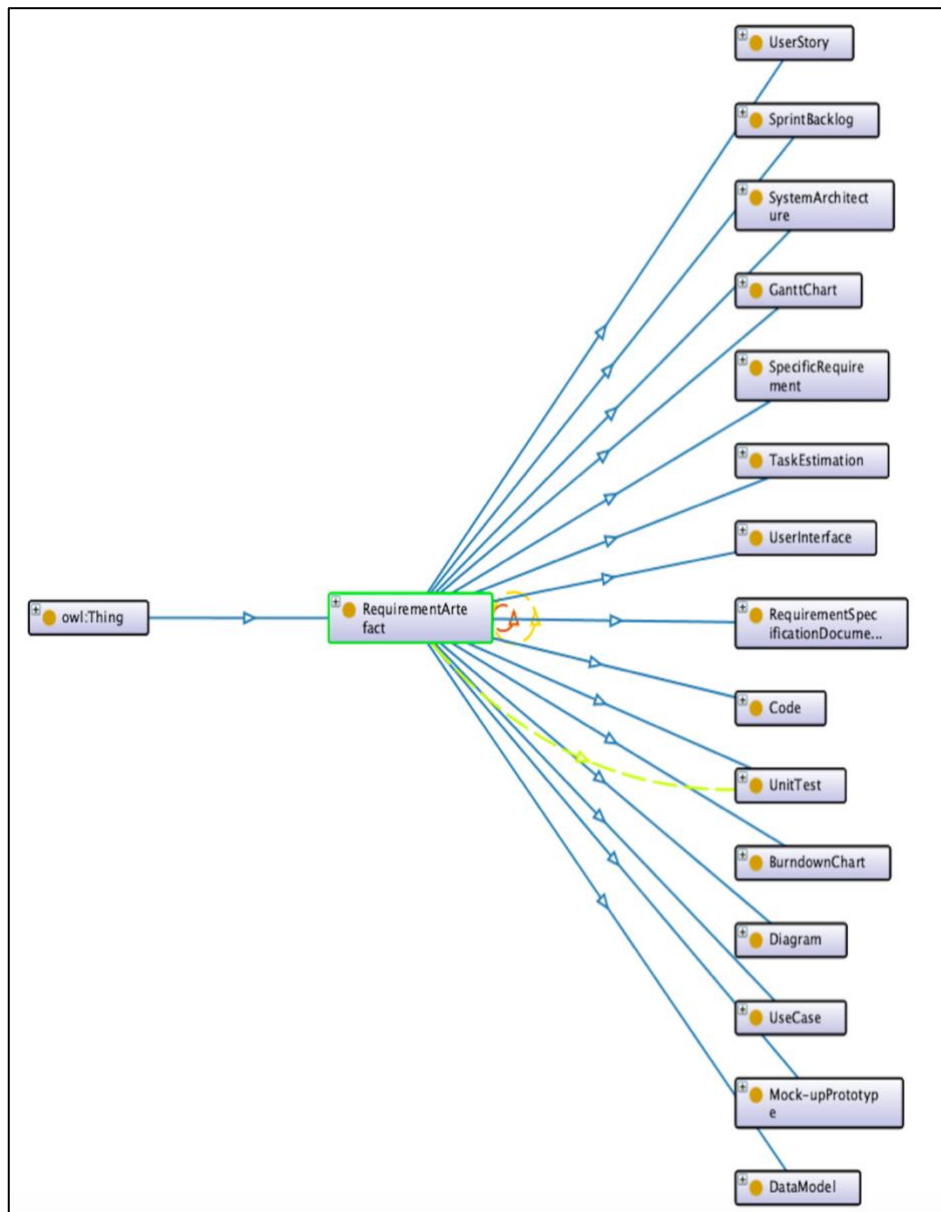 UserStory
SprintBacklog
SystemArchitect
ure
GanttChart
SpecificRequire
ment
TaskEstimation
UserInterface
owl:Thing
RequirementArte
fact
RequirementSpec
ificationDocume...
Code
UnitTest
BurndownChart
Diagram
UseCase
Mock-upPrototyp
e
DataModel